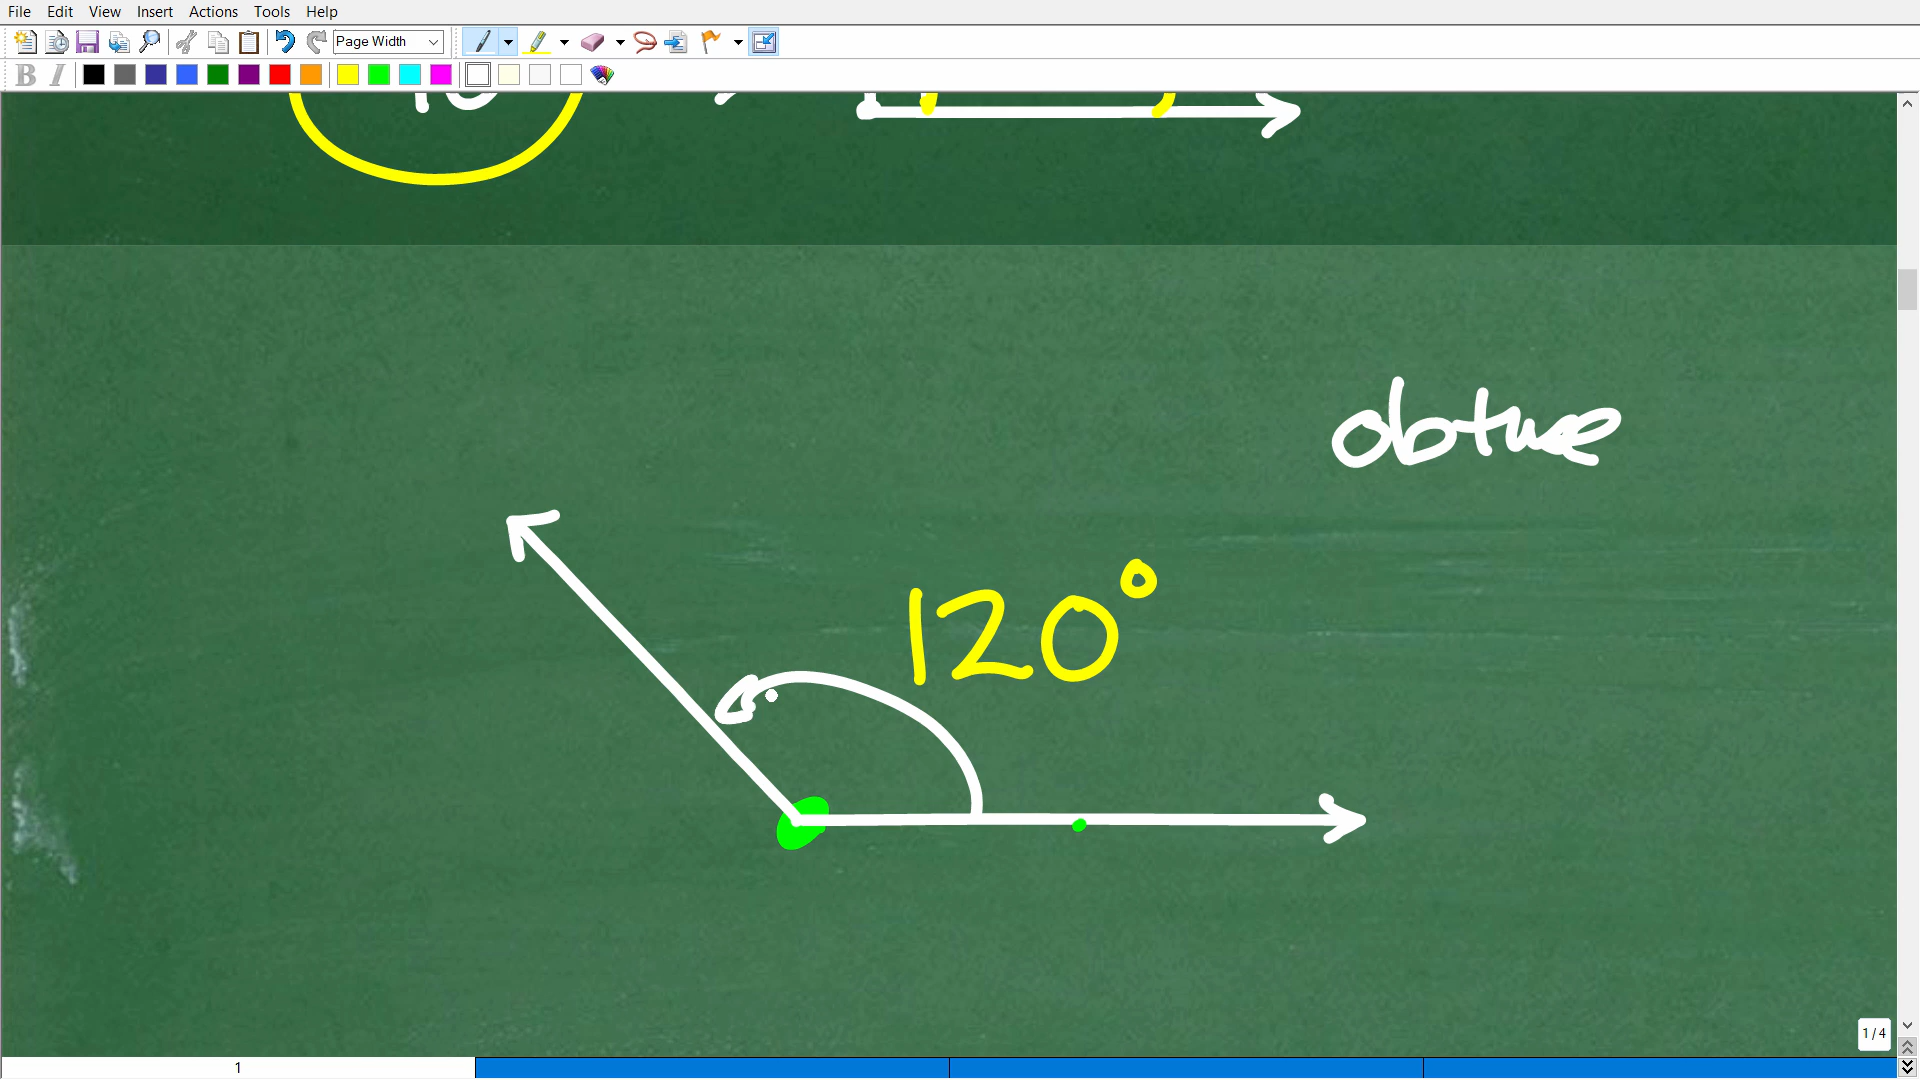 File Edit View Insert Actions Tools Help
Page Width
B I
obtuse
120°
1 / 4
1